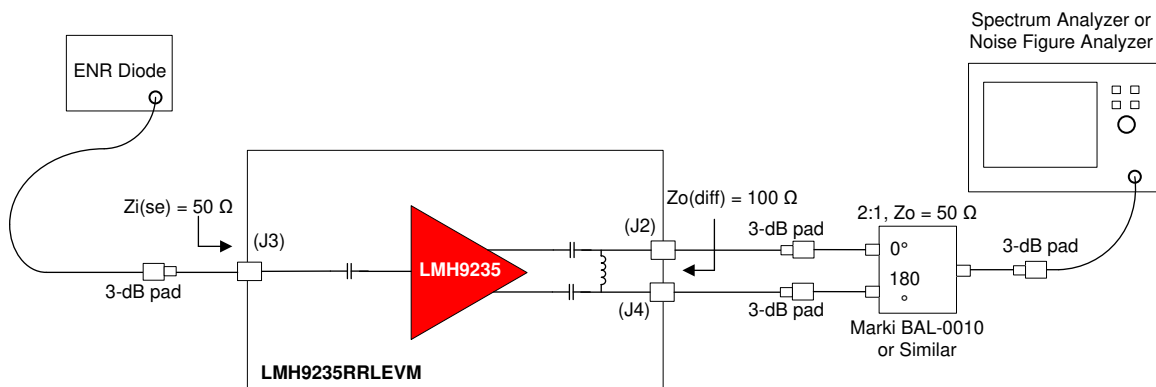 Spectrum Analyzer or
Noise Figure Analyzer
ENR Diode
Zi(se) = 50 Ω
(J3)
3-dB pad
LMH9235
LMH9235RRLEVM
(J2)
(J4)
Zo(diff) = 100 Ω
3-dB pad
3-dB pad
2:1, Zo = 50 Ω
0°
180
°
Marki BAL-0010
or Similar
3-dB pad